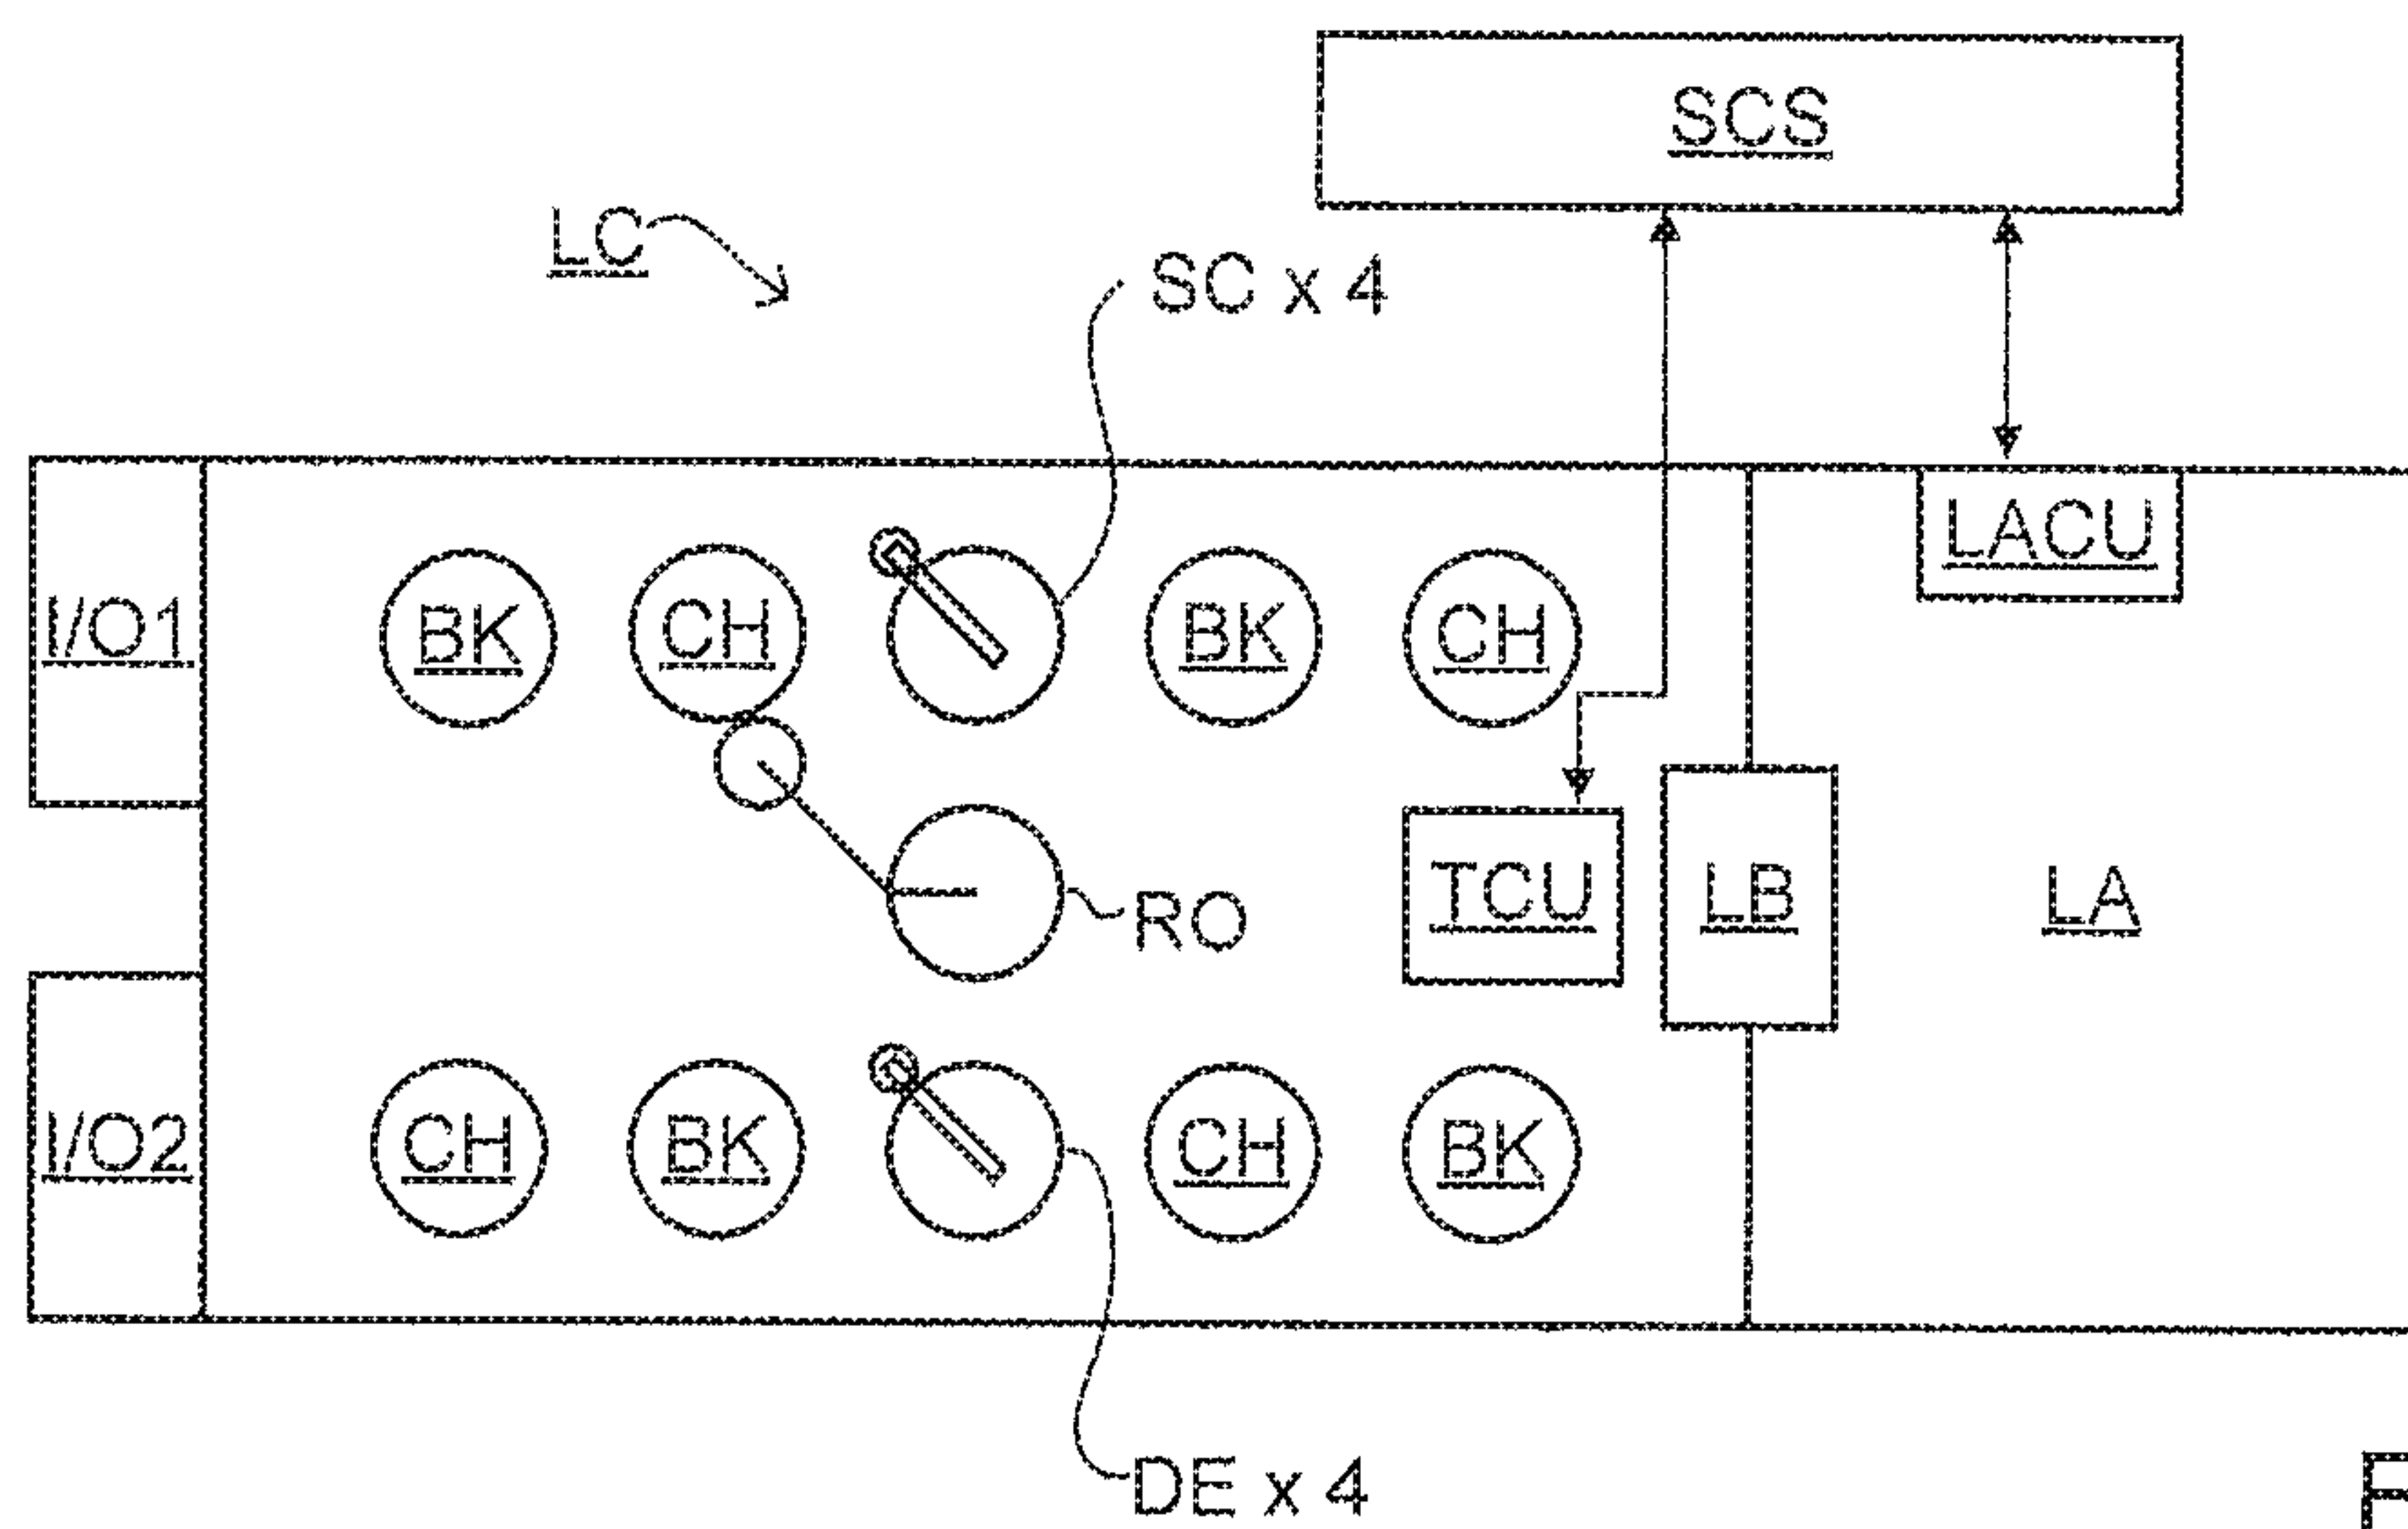 SCS
LC
SC x 4
LACU
I/O1
BK
CH
BK
CH
RO
TCU
LB
LA
I/O2
CH
BK
CH
BK
DE x 4